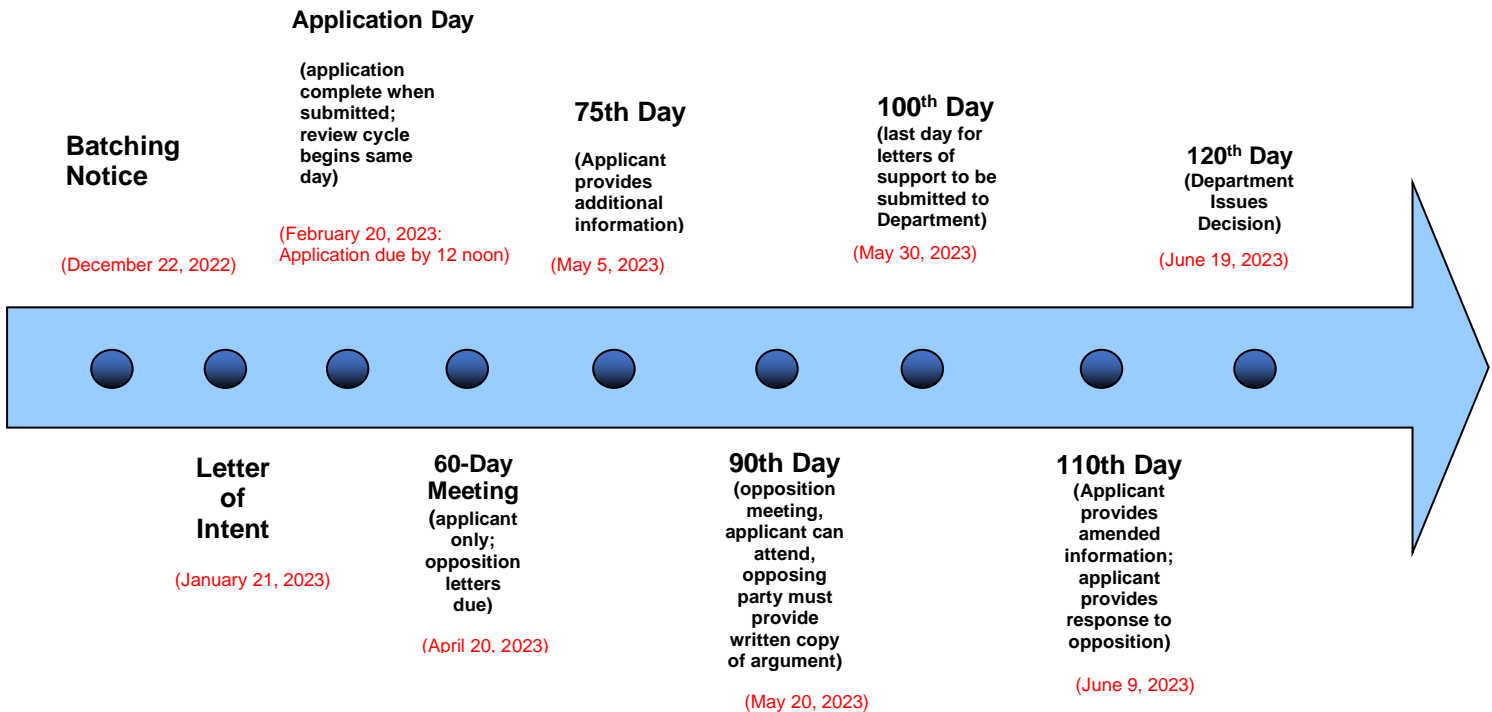 Application Day
(application
complete when
submitted;
review cycle
begins same
day)
(February 20, 2023:
Application due by 12 noon)
Batching
Notice
(December 22, 2022)
75th Day
(Applicant
provides
additional
information)
(May 5, 2023)
100th Day
(last day for
letters of
support to be
submitted to
Department)
(May 30, 2023)
120th Day
(Department
Issues
Decision)
(June 19, 2023)
Letter
of
Intent
(January 21, 2023)
60-Day
Meeting
(applicant
only;
opposition
letters
due)
(April 20, 2023)
90th Day
(opposition
meeting,
applicant can
attend,
opposing
party must
provide
written copy
of argument)
(May 20, 2023)
110th Day
(Applicant
provides
amended
information;
applicant
provides
response to
opposition)
(June 9, 2023)